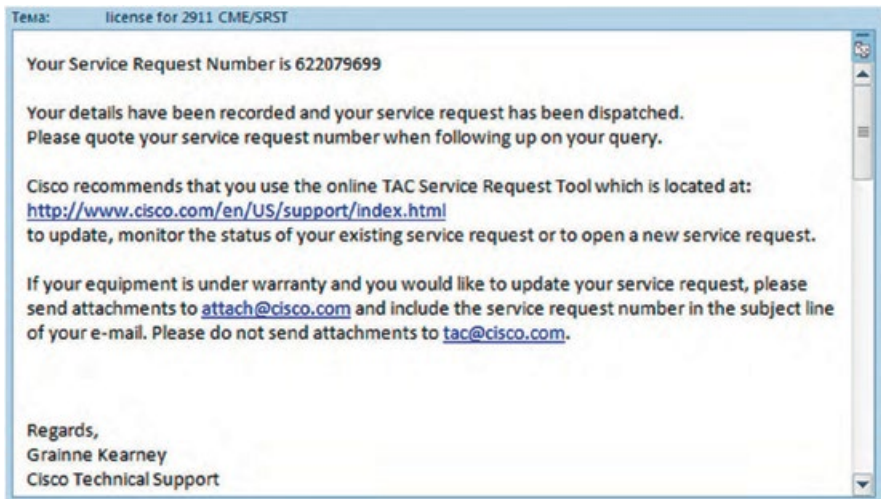 Тема: license for 2911 CME/SRST
Your Service Request Number is 622079699
Your details have been recorded and your service request has been dispatched.
Please quote your service request number when following up on your query.
Cisco recommends that you use the online TAC Service Request Tool which is located at:
http://www.cisco.com/en/US/support/index.html
to update, monitor the status of your existing service request or to open a new service request.
If your equipment is under warranty and you would like to update your service request, please
send attachments to attach@cisco.com and include the service request number in the subject line
of your e-mail. Please do not send attachments to tac@cisco.com.
Regards,
Grainne Kearney
Cisco Technical Support